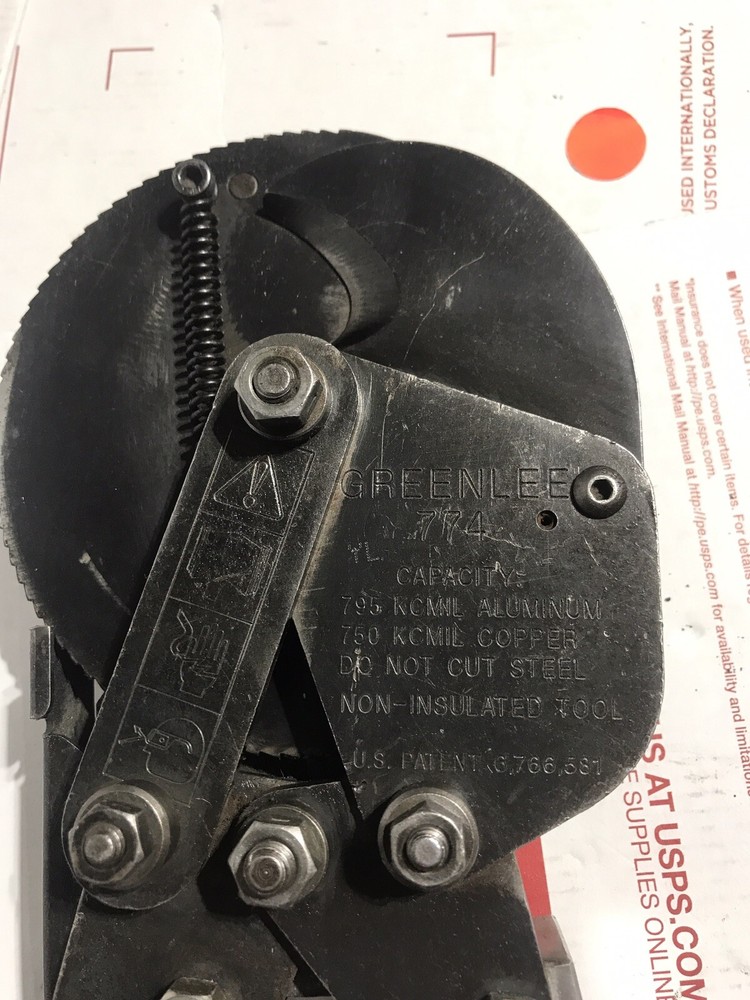 GREENLEE
774
YL
CAPACITY:
795 KCMIL ALUMINUM
750 KCMIL COPPER
DO NOT CUT STEEL
NON-INSULATED TOOL
U.S. PATENT 6,766,581
USED INTERNATIONALLY,
USTOMS DECLARATION.
■ When used
*Insurance does not cover certain items. For details
Mail Manual at http://pe.usps.com.
** See International Mail Manual at http://pe.usps.com for availability and limitations
IS AT USPS.COM
E SUPPLIES ONLINE